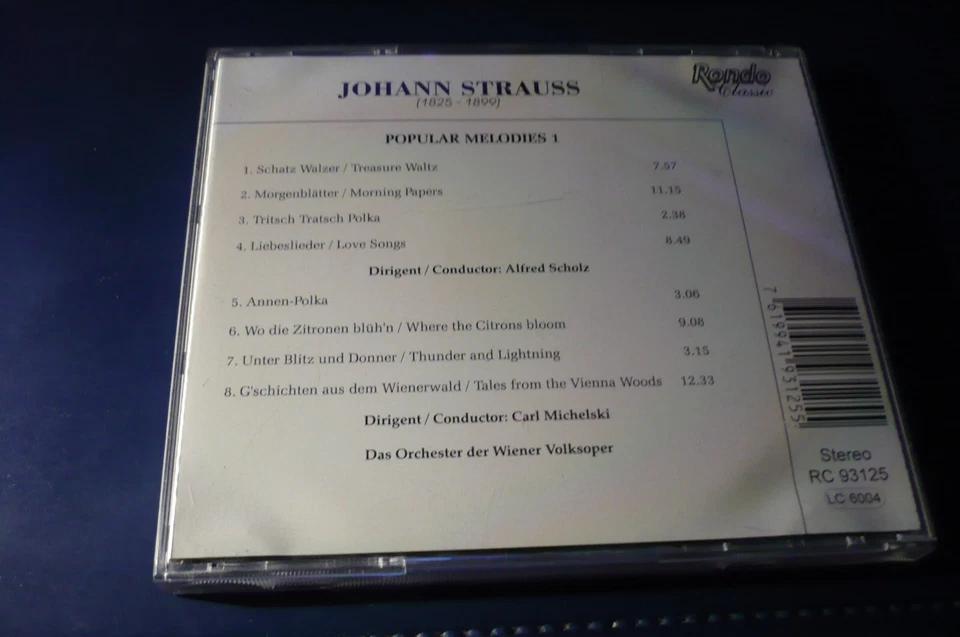 JOHANN STRAUSS
(1825 - 1899)
Rondo
Classic
POPULAR MELODIES 1
1. Schatz Walzer / Treasure Waltz 7.57
2. Morgenblätter / Morning Papers 11.15
3. Tritsch Tratsch Polka 2.38
4. Liebeslieder / Love Songs 8.49
Dirigent / Conductor: Alfred Scholz
5. Annen-Polka 3.06
6. Wo die Zitronen blüh'n / Where the Citrons bloom 9.08
7. Unter Blitz und Donner / Thunder and Lightning 3.15
8. G'schichten aus dem Wienerwald / Tales from the Vienna Woods 12.33
Dirigent / Conductor: Carl Michelski
Das Orchester der Wiener Volksoper
7 619941 931255
Stereo
RC 93125
LC 6004